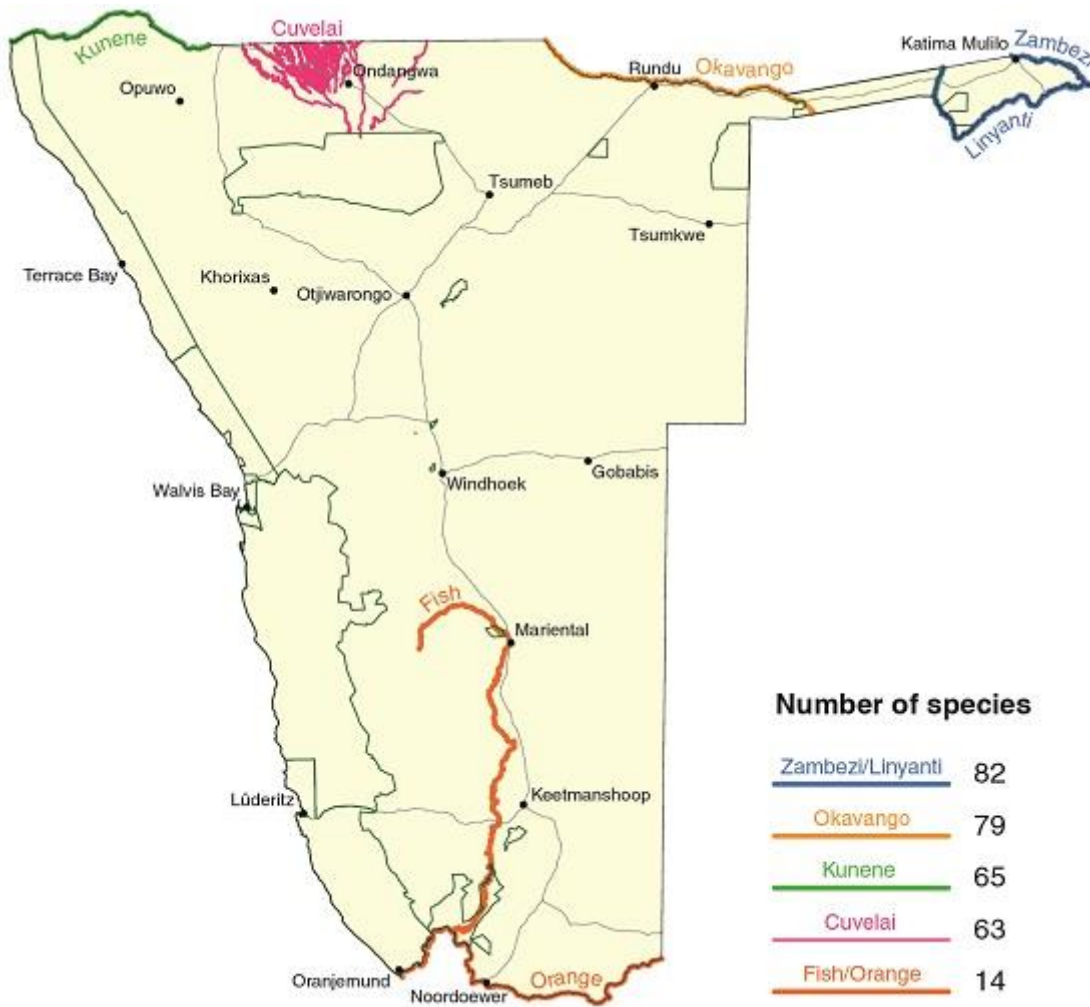 Kunene
Cuvelai
Ondangwa
Opuwo
Rundu
Okavango
Katima Mulilo
Zambezi
Linyanti
Tsumeb
Tsumkwe
Terrace Bay
Khorixas
Otjiwarongo
Walvis Bay
Windhoek
Gobabis
Fish
Mariental
Lûderitz
Keetmanshoop
Oranjemund
Noordoewer
Orange
Number of species
Zambezi/Linyanti 82
Okavango 79
Kunene 65
Cuvelai 63
Fish/Orange 14